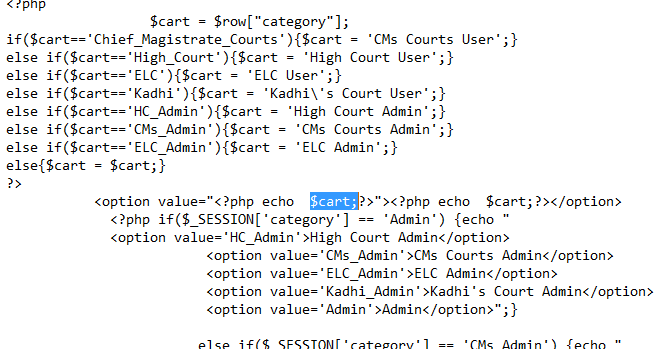 <?php
$cart = $row["category"];
if($cart=='Chief_Magistrate_Courts'){$cart = 'CMs Courts User';}
else if($cart=='High_Court'){$cart = 'High Court User';}
else if($cart=='ELC'){$cart = 'ELC User';}
else if($cart=='Kadhi'){$cart = 'Kadhi\'s Court User';}
else if($cart=='HC_Admin'){$cart = 'High Court Admin';}
else if($cart=='CMs_Admin'){$cart = 'CMs Courts Admin';}
else if($cart=='ELC_Admin'){$cart = 'ELC Admin';}
else{$cart = $cart;}
?>
<option value="<?php echo  $cart;?>"><?php echo  $cart;?></option>
<?php if($_SESSION['category'] == 'Admin') {echo "
<option value='HC_Admin'>High Court Admin</option>
<option value='CMs_Admin'>CMs Courts Admin</option>
<option value='ELC_Admin'>ELC Admin</option>
<option value='Kadhi_Admin'>Kadhi's Court Admin</option>
<option value='Admin'>Admin</option>";}
else if($_SESSION['category'] == 'CMs_Admin') {echo "